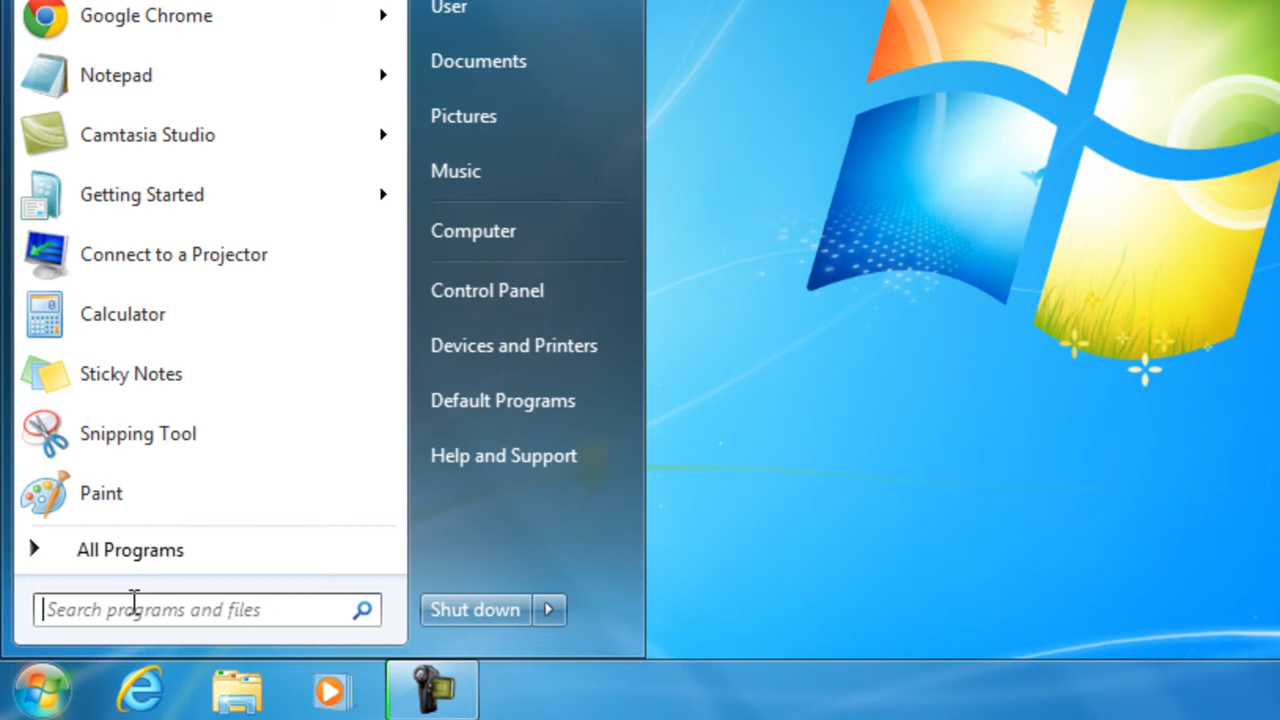 Google Chrome
Notepad
Camtasia Studio
Getting Started
Connect to a Projector
Calculator
Sticky Notes
Snipping Tool
Paint
All Programs
Search programs and files
User
Documents
Pictures
Music
Computer
Control Panel
Devices and Printers
Default Programs
Help and Support
Shut down